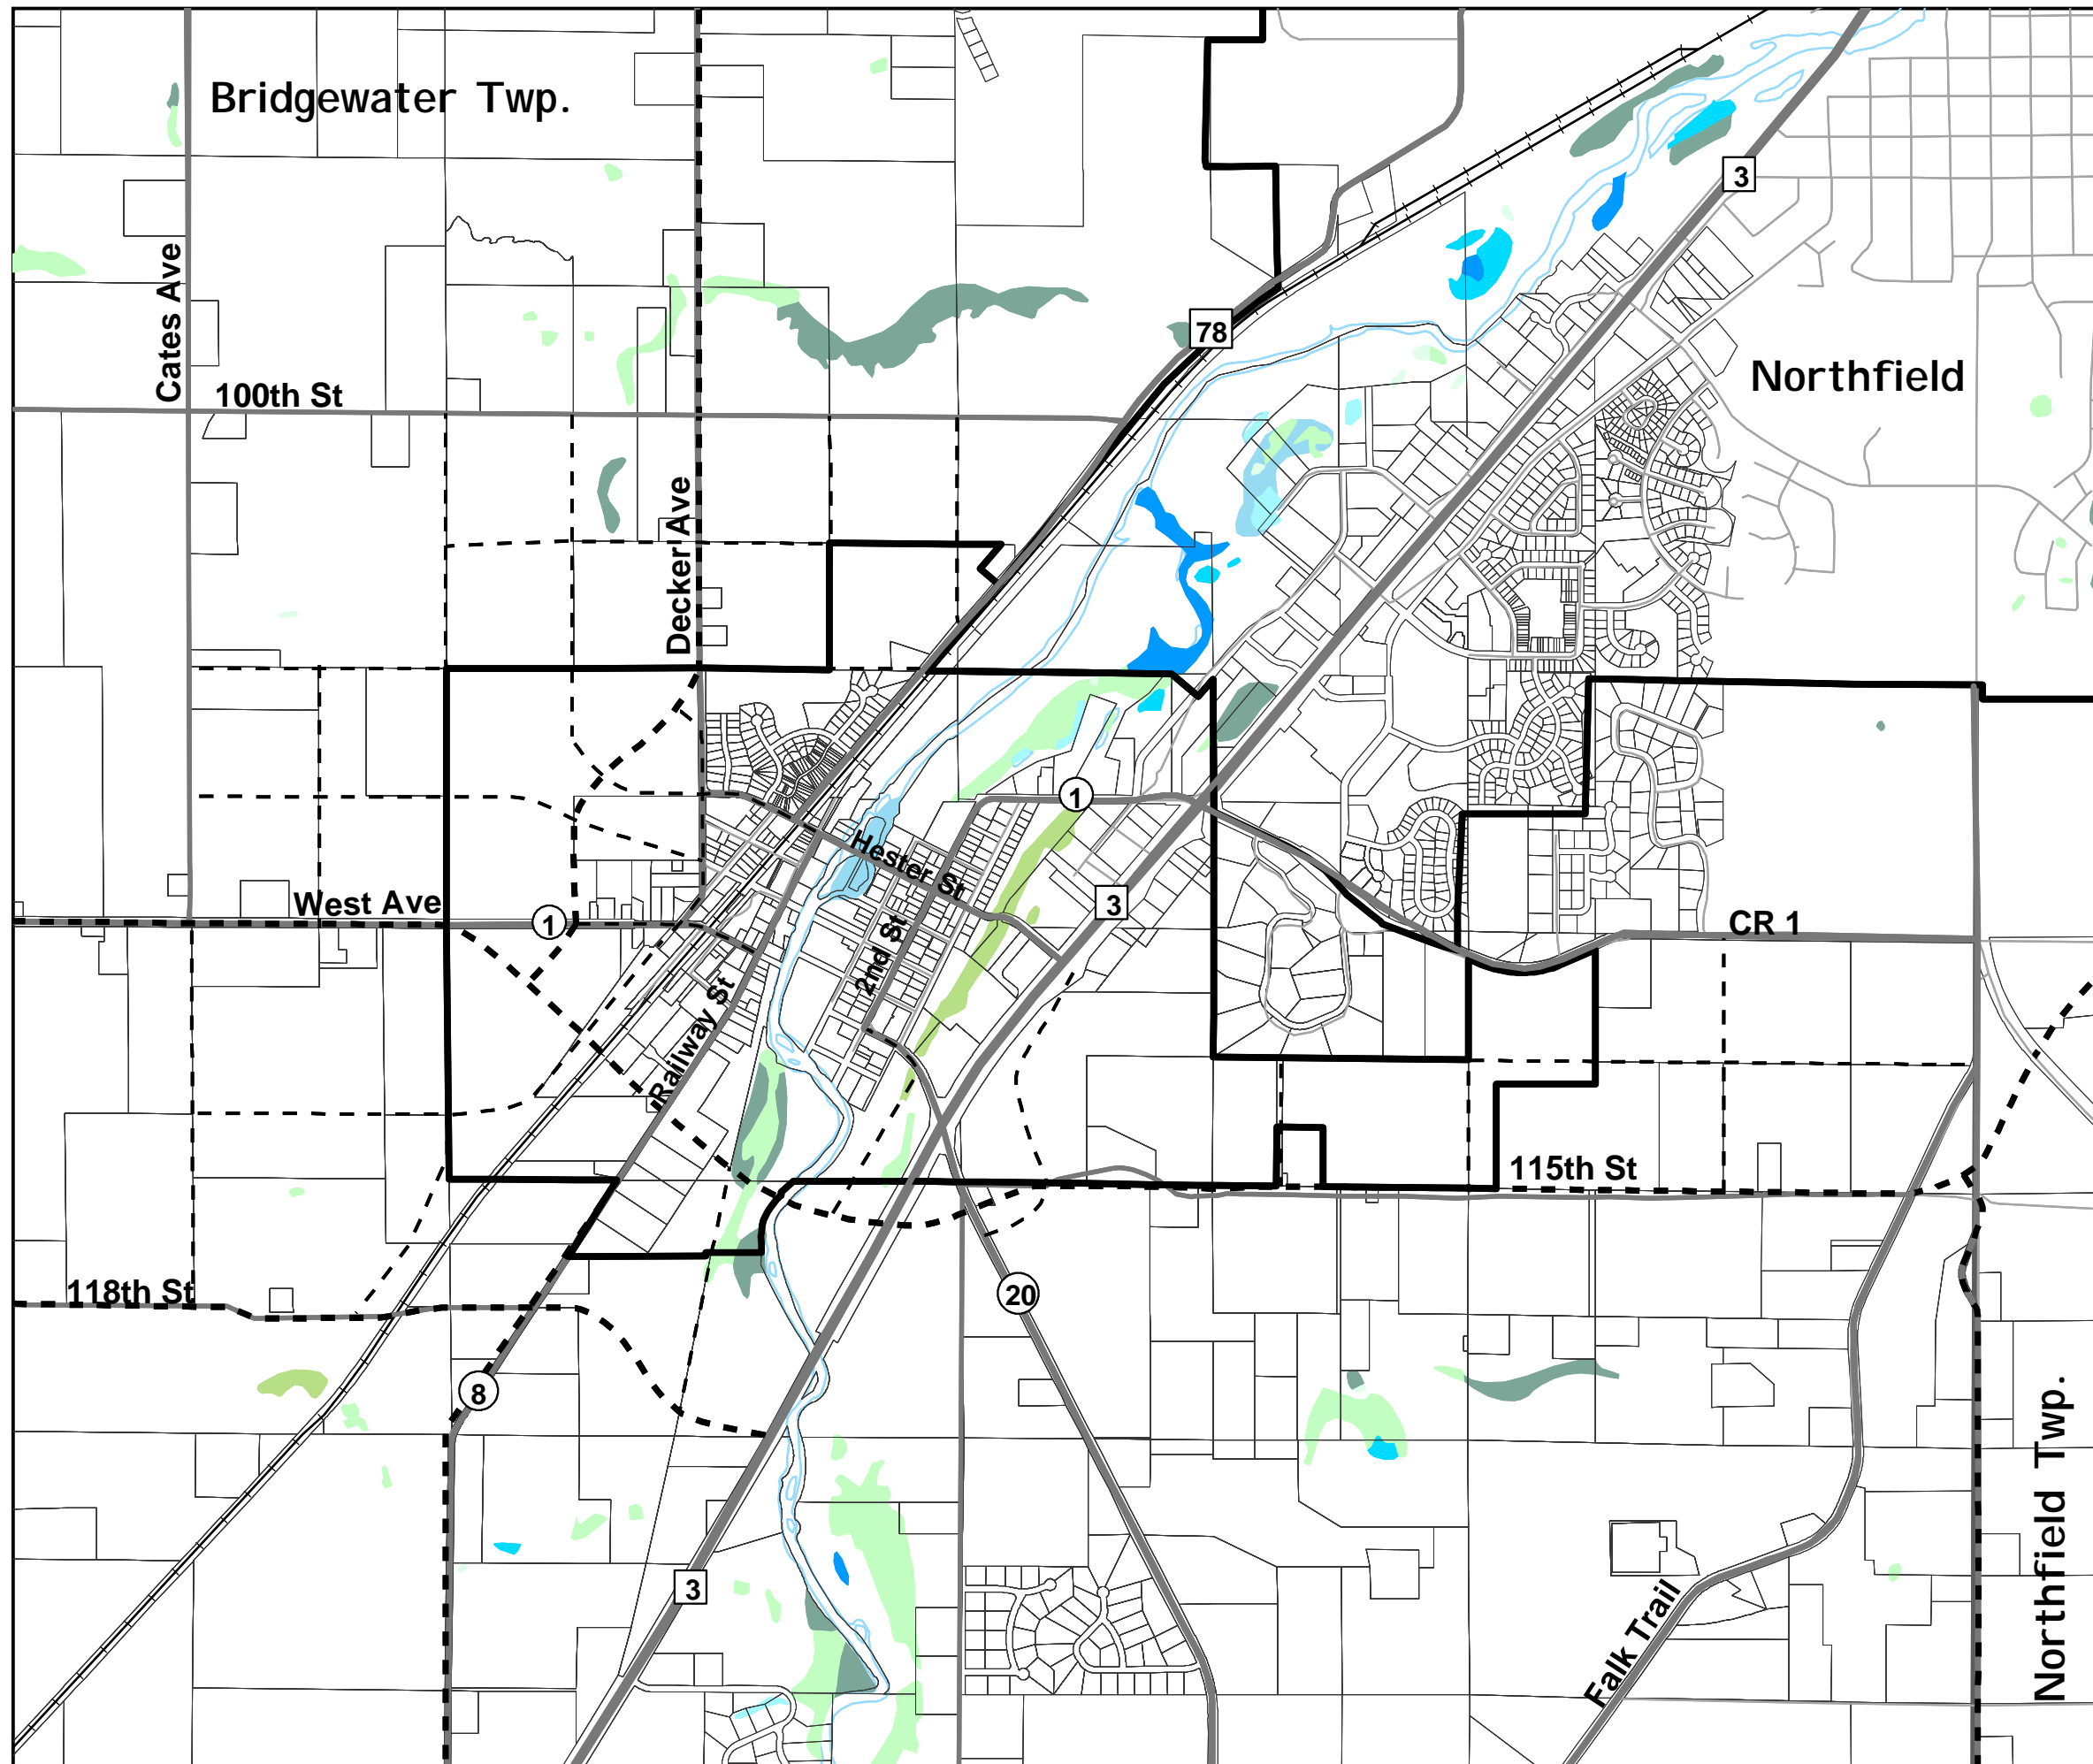 Bridgewater Twp.
3
Cates Ave
78
Northfield
100th St
Decker Ave
1
Hester St
West Ave
1
3
CR 1
2nd St
Railway St
115th St
118th St
20
8
Northfield Twp.
3
Falk Trail